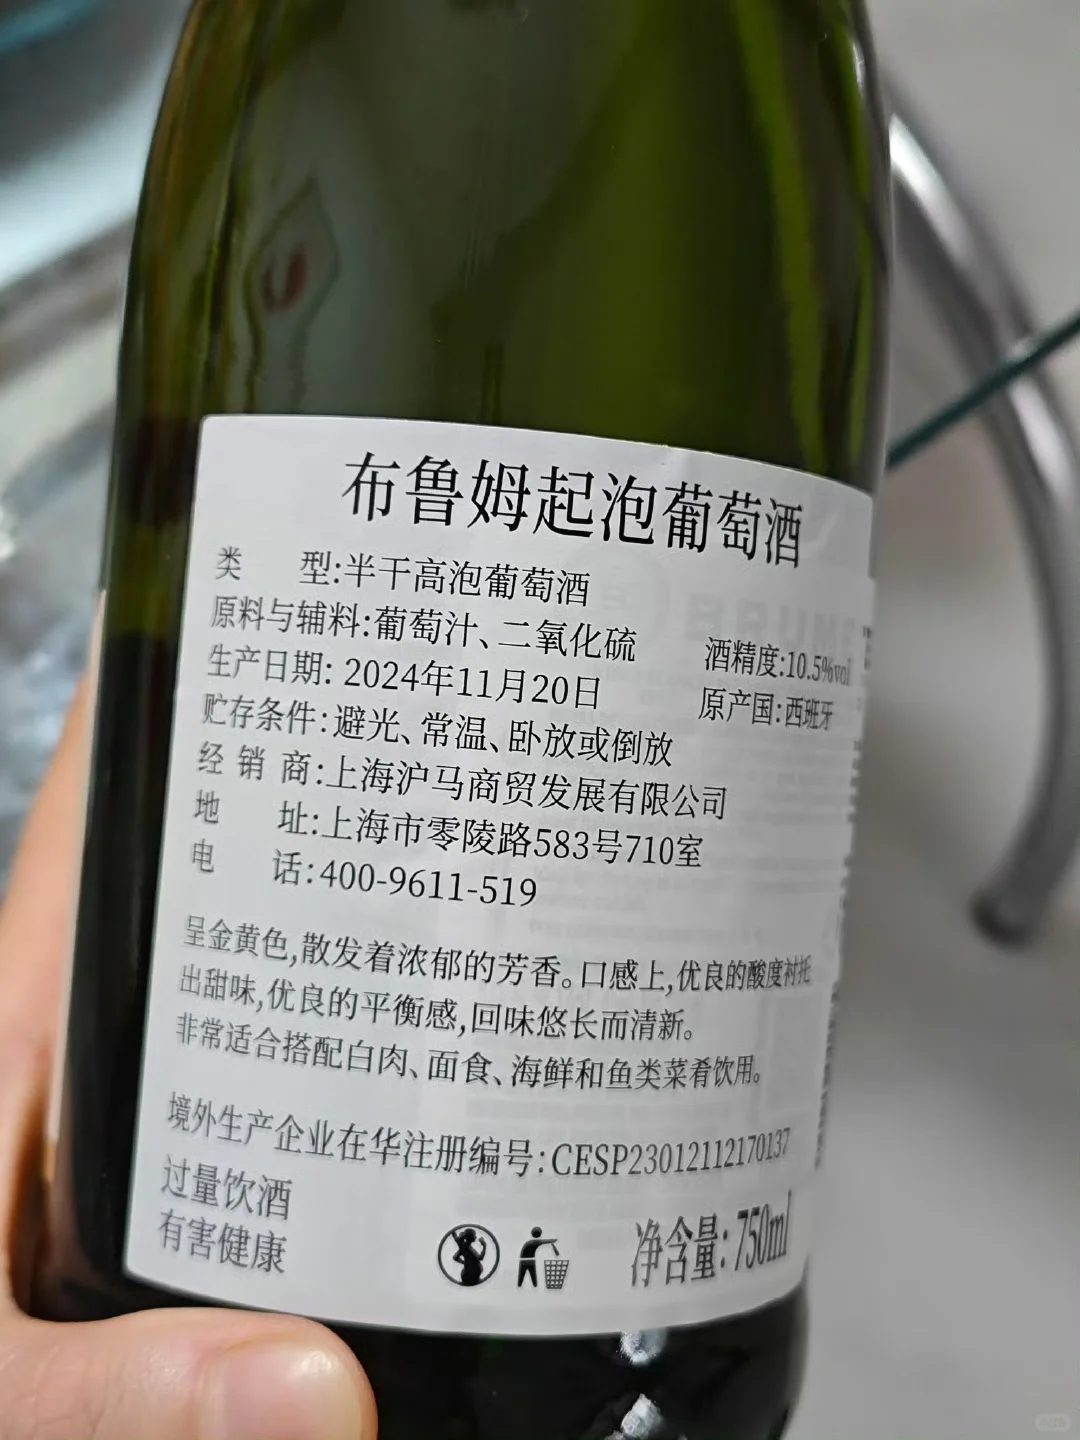 布鲁姆起泡葡萄酒
类 型:半干高泡葡萄酒
原料与辅料:葡萄汁、二氧化硫 酒精度:10.5%vol
生产日期: 2024年11月20日 原产国:西班牙
贮存条件:避光、常温、卧放或倒放
经 销 商:上海沪马商贸发展有限公司
地 址:上海市零陵路583号710室
电 话:400-9611-519
呈金黄色,散发着浓郁的芳香。口感上,优良的酸度衬托
出甜味,优良的平衡感,回味悠长而清新。
非常适合搭配白肉、面食、海鲜和鱼类菜肴饮用。
境外生产企业在华注册编号:CESP23012112170137
过量饮酒
有害健康
净含量:750ml